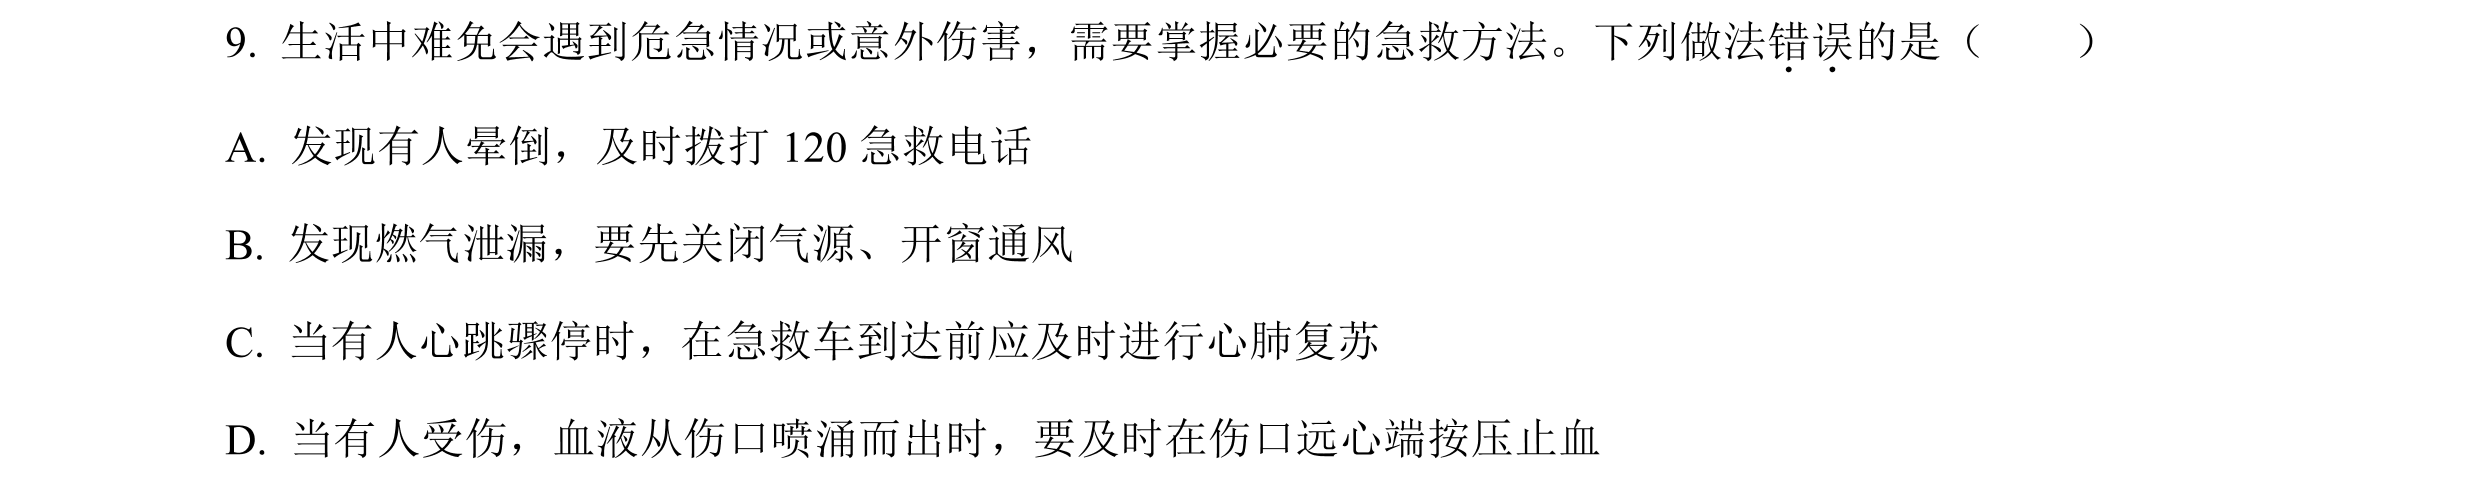 9. 生活中难免会遇到危急情况或意外伤害，需要掌握必要的急救方法。下列做法错误的是（　　）
A. 发现有人晕倒，及时拨打 120 急救电话
B. 发现燃气泄漏，要先关闭气源、开窗通风
C. 当有人心跳骤停时，在急救车到达前应及时进行心肺复苏
D. 当有人受伤，血液从伤口喷涌而出时，要及时在伤口远心端按压止血